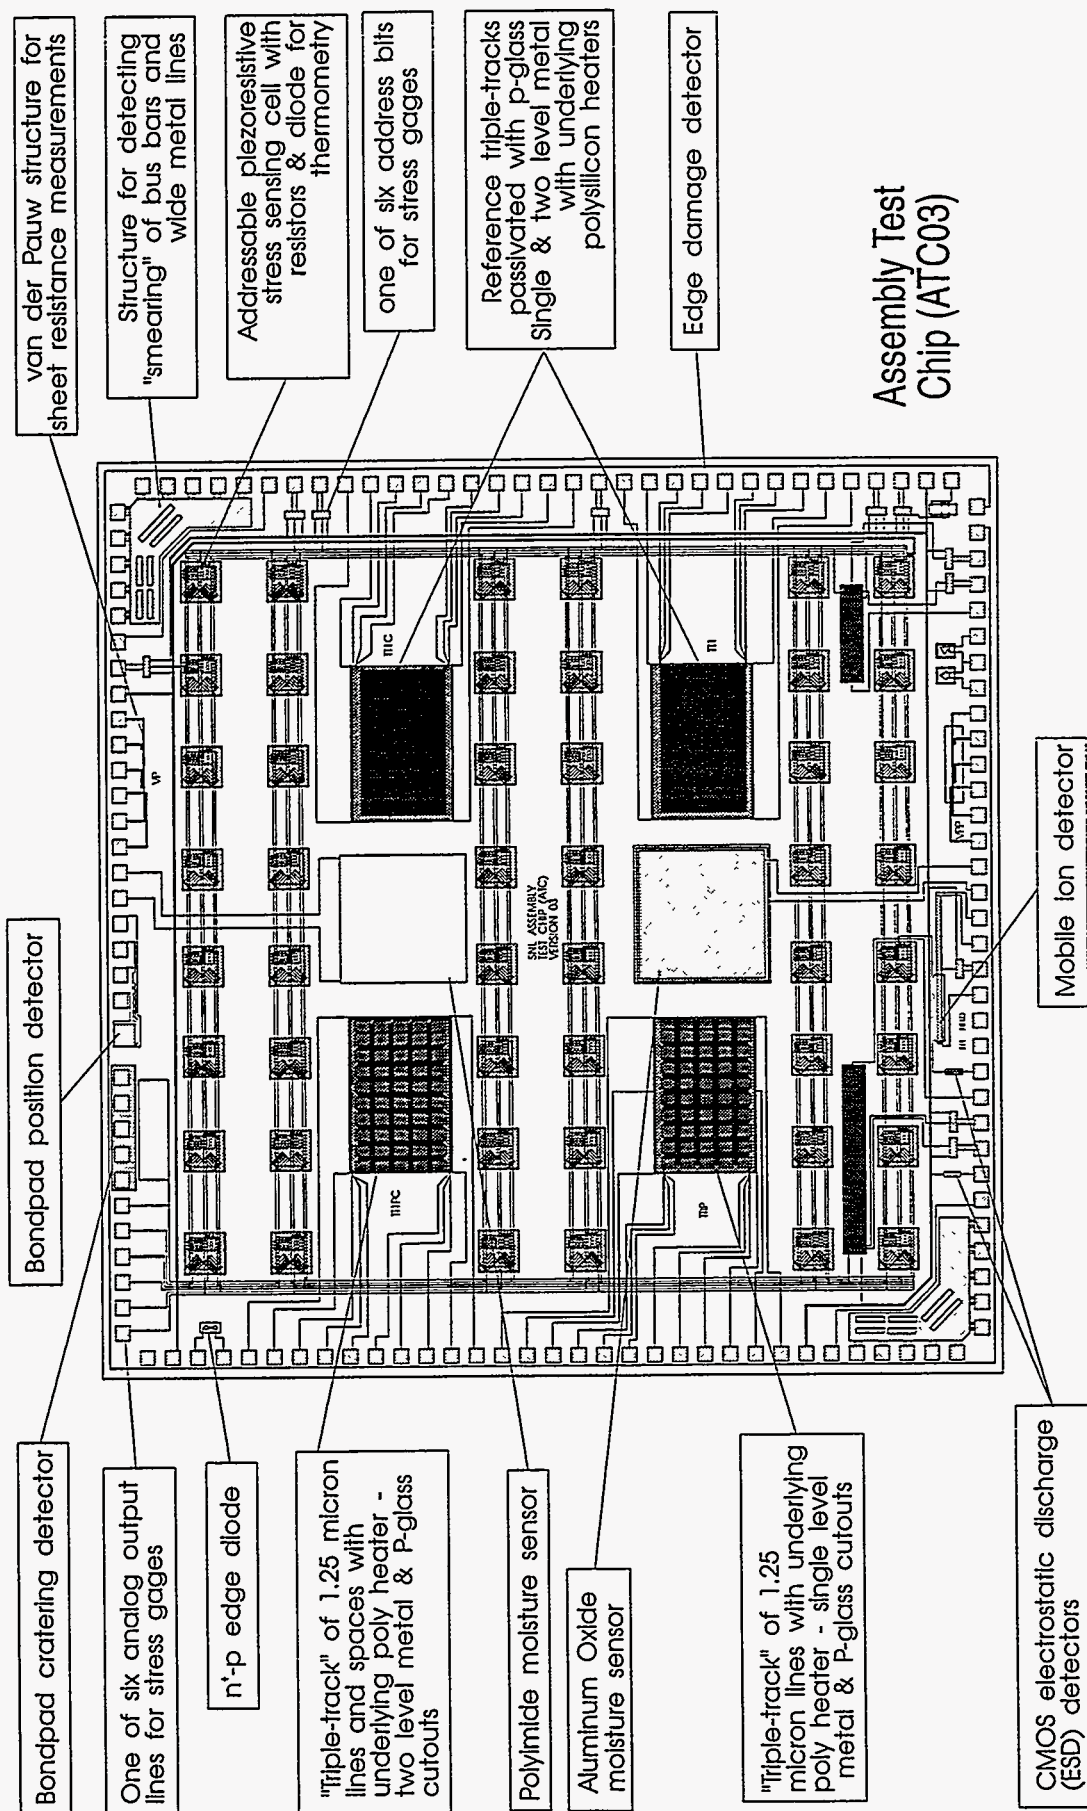 van der Pauw structure for
sheet resistance measurements
Structure for detecting
"smearing" of bus bars and
wide metal lines
Addressable piezoresistive
stress sensing cell with
resistors & diode for
thermometry
one of six address bits
for stress gages
Reference triple-tracks
passivated with p-glass
Single & two level metal
with underlying
polysilicon heaters
Edge damage detector
Assembly Test
Chip (ATC03)
Bondpad position detector
VP
TTIC
TTI
SNL ASSEMBLY
TEST CHIP (ATC)
VERSION 03
VPP
TTIPC
TTIP
Mobile Ion detector
Bondpad cratering detector
One of six analog output
lines for stress gages
n⁺-p edge diode
"Triple-track" of 1.25 micron
lines and spaces with
underlying poly heater -
two level metal & P-glass
cutouts
Polyimide moisture sensor
Aluminum Oxide
moisture sensor
"Triple-track" of 1.25
micron lines with underlying
poly heater - single level
metal & P-glass cutouts
CMOS electrostatic discharge
(ESD) detectors